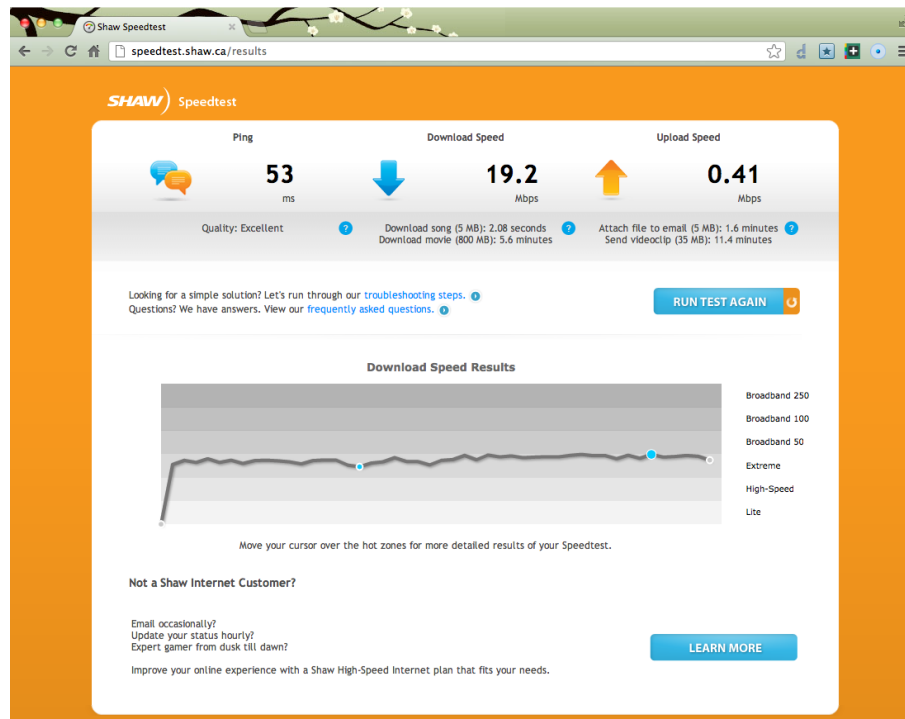 Shaw Speedtest
speedtest.shaw.ca/results
SHAW) Speedtest
Ping
Download Speed
Upload Speed
53
ms
19.2
Mbps
0.41
Mbps
Quality: Excellent
Download song (5 MB): 2.08 seconds
Download movie (800 MB): 5.6 minutes
Attach file to email (5 MB): 1.6 minutes
Send videoclip (35 MB): 11.4 minutes
Looking for a simple solution? Let's run through our troubleshooting steps.
Questions? We have answers. View our frequently asked questions.
RUN TEST AGAIN
Download Speed Results
Broadband 250
Broadband 100
Broadband 50
Extreme
High-Speed
Lite
Move your cursor over the hot zones for more detailed results of your Speedtest.
Not a Shaw Internet Customer?
Email occasionally?
Update your status hourly?
Expert gamer from dusk till dawn?
LEARN MORE
Improve your online experience with a Shaw High-Speed Internet plan that fits your needs.